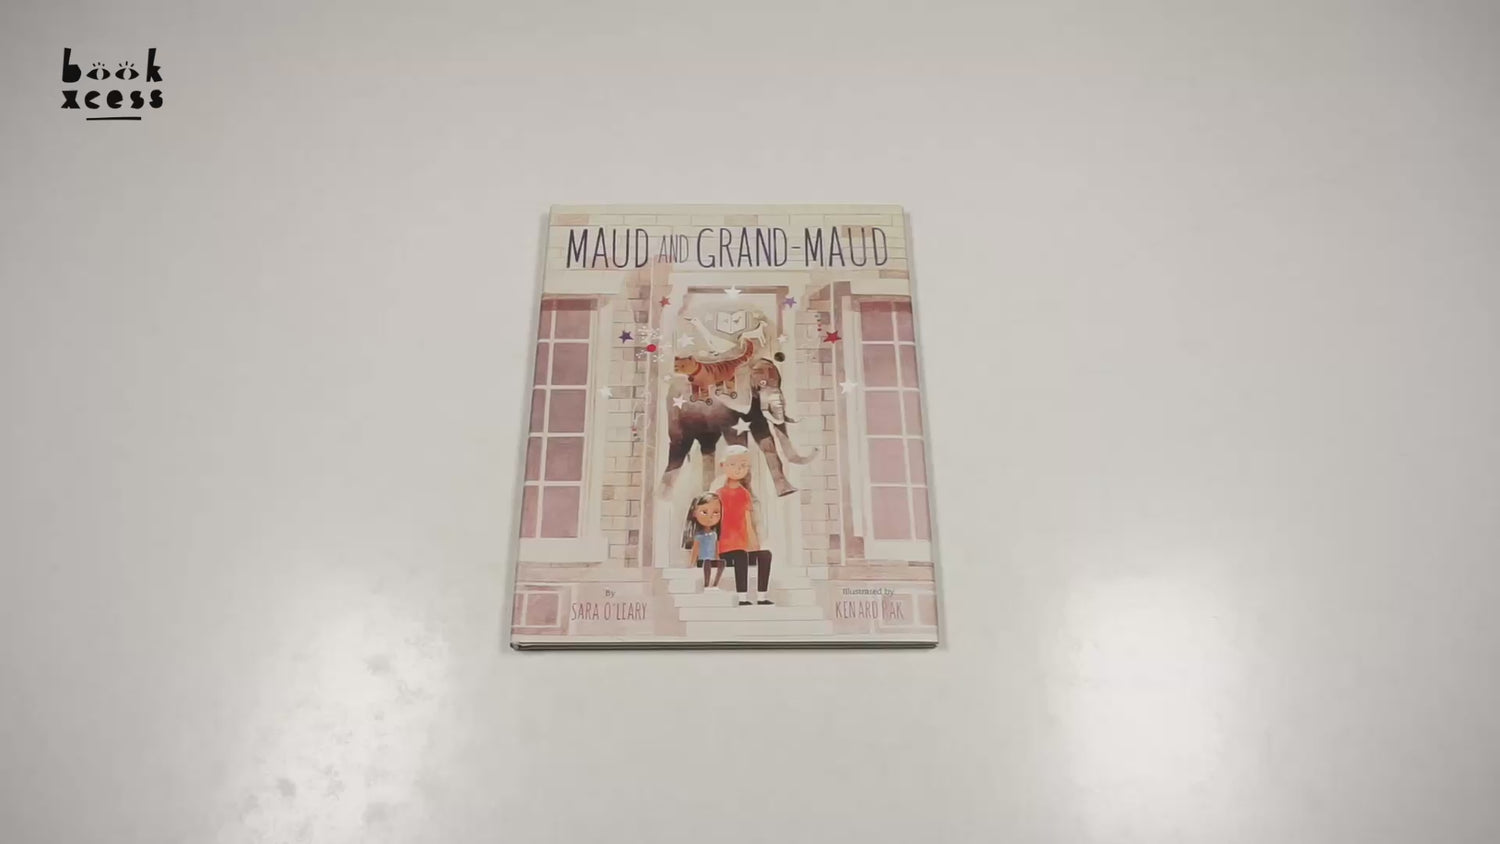 book
xcess
MAUD AND GRAND-MAUD
By
SARA O'LEARY
Illustrated by
KENARD PAK